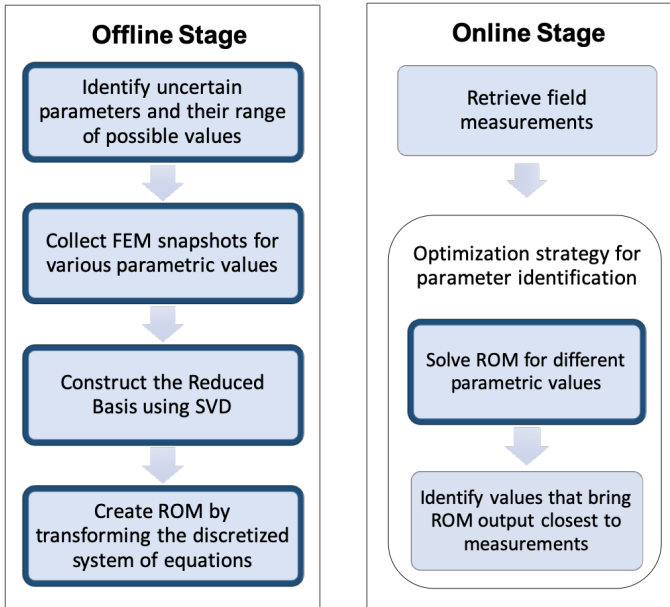 Offline Stage
Identify uncertain
parameters and their range
of possible values
Collect FEM snapshots for
various parametric values
Construct the Reduced
Basis using SVD
Create ROM by
transforming the discretized
system of equations
Online Stage
Retrieve field
measurements
Optimization strategy for
parameter identification
Solve ROM for different
parametric values
Identify values that bring
ROM output closest to
measurements